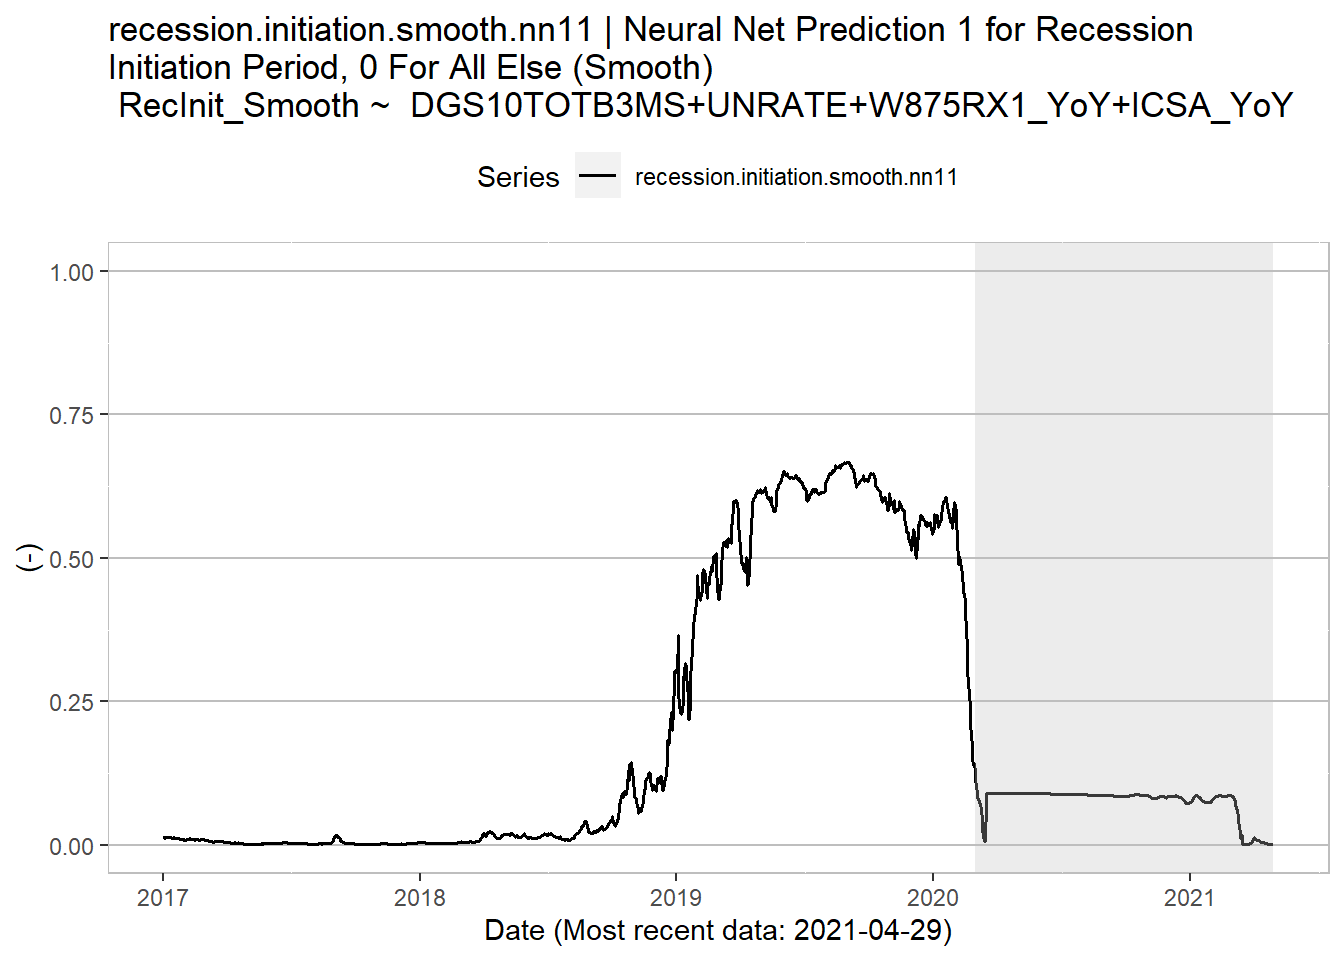 recession.initiation.smooth.nn11 | Neural Net Prediction 1 for Recession
Initiation Period, 0 For All Else (Smooth)
RecInit_Smooth ~  DGS10TOTB3MS+UNRATE+W875RX1_YoY+ICSA_YoY
Series recession.initiation.smooth.nn11
1.00
0.75
0.50
0.25
0.00
(-)
2017 2018 2019 2020 2021
Date (Most recent data: 2021-04-29)